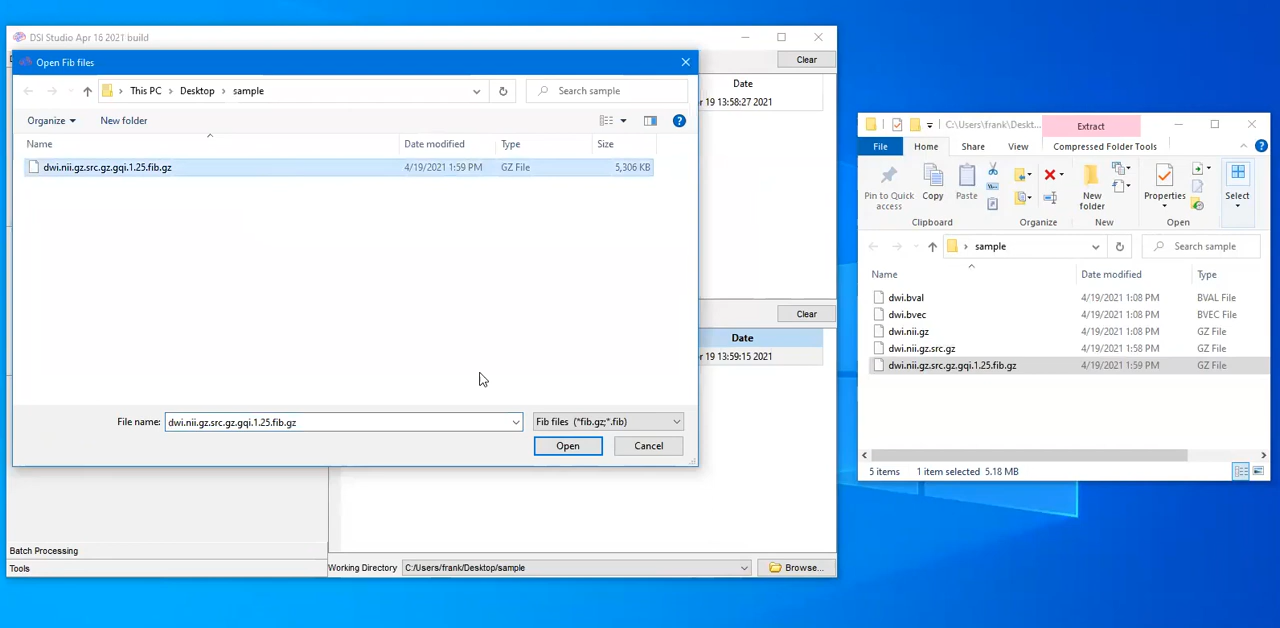 DSI Studio Apr 16 2021 build
Clear
Open Fib files
This PC > Desktop > sample
Search sample
Date
r 19 13:58:27 2021
Organize
New folder
Name
Date modified
Type
Size
dwi.nii.gz.src.gz.gqi.1.25.fib.gz
4/19/2021 1:59 PM
GZ File
5,306 KB
Clear
Date
r 19 13:59:15 2021
File name:
dwi.nii.gz.src.gz.gqi.1.25.fib.gz
Fib files (*fib.gz;*.fib)
Open
Cancel
Batch Processing
Tools
Working Directory
C:/Users/frank/Desktop/sample
Browse...
C:\Users\frank\Deskt...
Extract
File
Home
Share
View
Compressed Folder Tools
Pin to Quick
access
Copy
Paste
New
folder
Properties
Select
Clipboard
Organize
New
Open
sample
Search sample
Name
Date modified
Type
dwi.bval
4/19/2021 1:08 PM
BVAL File
dwi.bvec
4/19/2021 1:08 PM
BVEC File
dwi.nii.gz
4/19/2021 1:08 PM
GZ File
dwi.nii.gz.src.gz
4/19/2021 1:58 PM
GZ File
dwi.nii.gz.src.gz.gqi.1.25.fib.gz
4/19/2021 1:59 PM
GZ File
5 items
1 item selected 5.18 MB